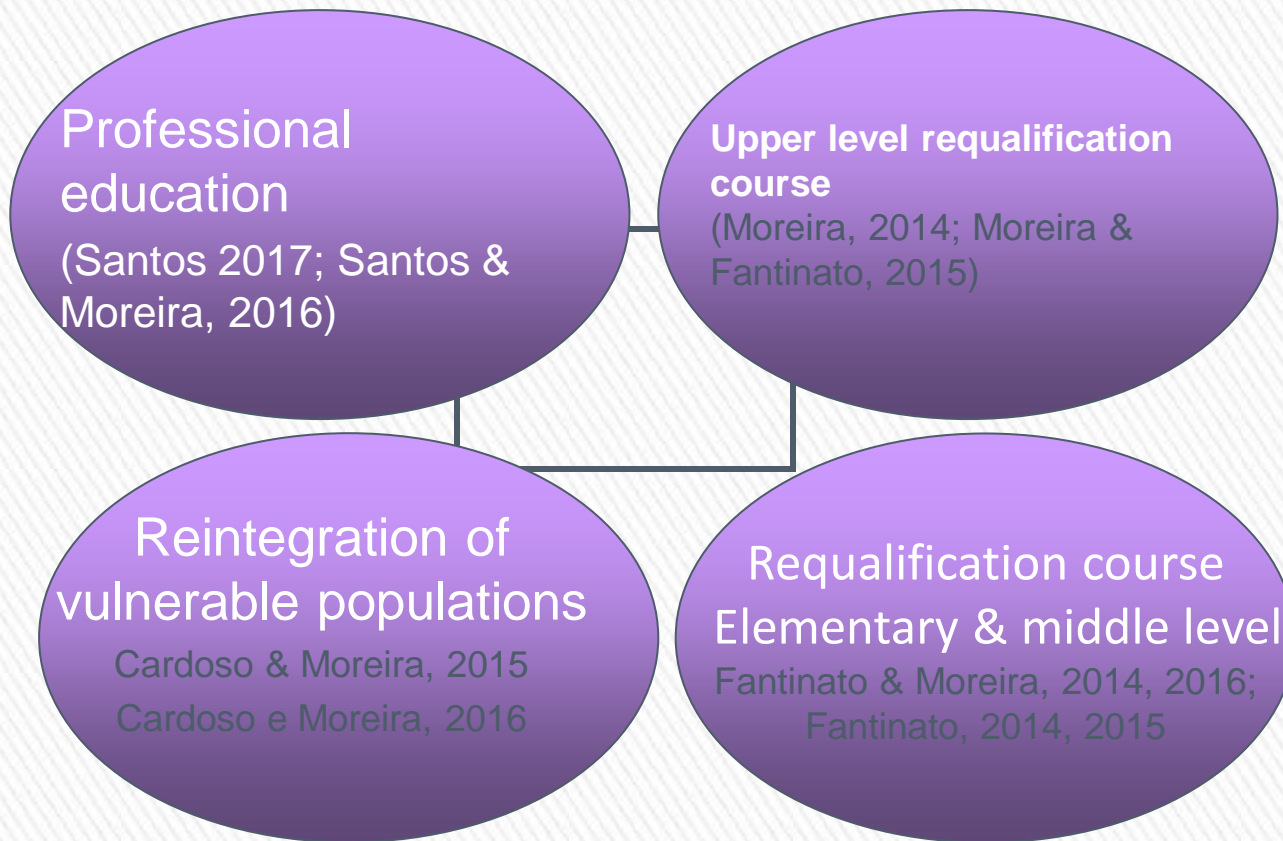 Professional
education
(Santos 2017; Santos &
Moreira, 2016)
Upper level requalification
course
(Moreira, 2014; Moreira &
Fantinato, 2015)
Reintegration of
vulnerable populations
Cardoso & Moreira, 2015
Cardoso e Moreira, 2016
Requalification course
Elementary & middle level
Fantinato & Moreira, 2014, 2016;
Fantinato, 2014, 2015